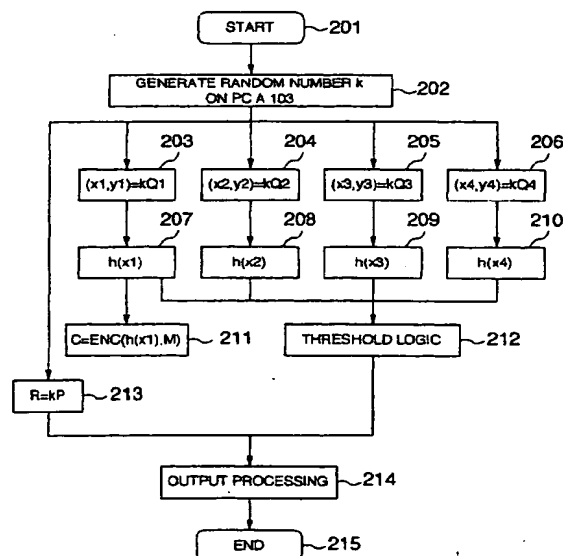 START
201
GENERATE RANDOM NUMBER k
ON PC A 103
202
203
204
205
206
(x1,y1)=kQ1
(x2,y2)=kQ2
(x3,y3)=kQ3
(x4,y4)=kQ4
207
208
209
210
h(x1)
h(x2)
h(x3)
h(x4)
C=ENC(h(x1),M)
211
THRESHOLD LOGIC
212
R=kP
213
OUTPUT PROCESSING
214
END
215